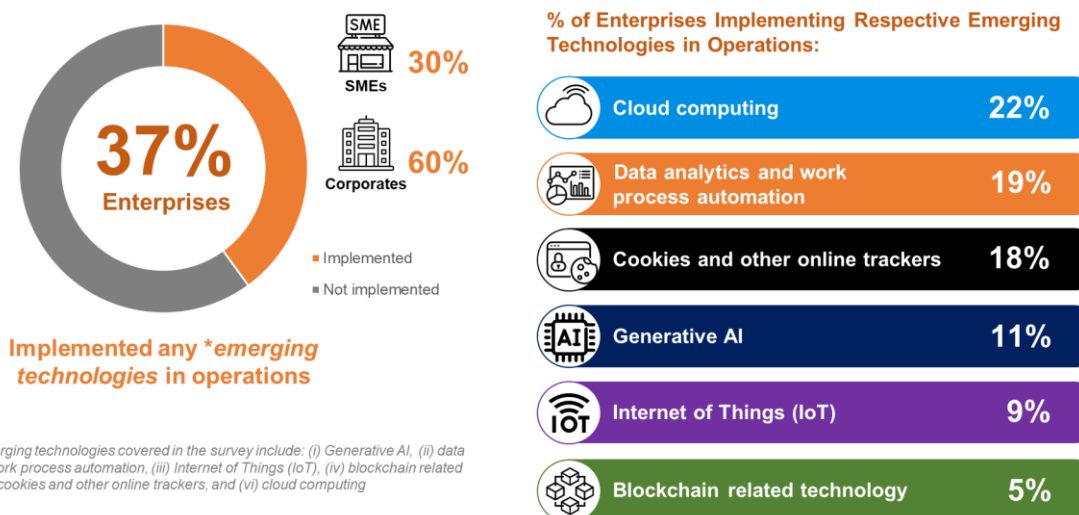 SME
SMEs
30%
37%
Enterprises
Corporates
60%
Implemented
Not implemented
Implemented any *emerging
technologies in operations
erging technologies covered in the survey include: (i) Generative AI, (ii) data
ork process automation, (iii) Internet of Things (IoT), (iv) blockchain related
cookies and other online trackers, and (vi) cloud computing
% of Enterprises Implementing Respective Emerging
Technologies in Operations:
Cloud computing 22%
Data analytics and work
process automation 19%
Cookies and other online trackers 18%
AI
Generative AI 11%
IOT
Internet of Things (IoT) 9%
Blockchain related technology 5%